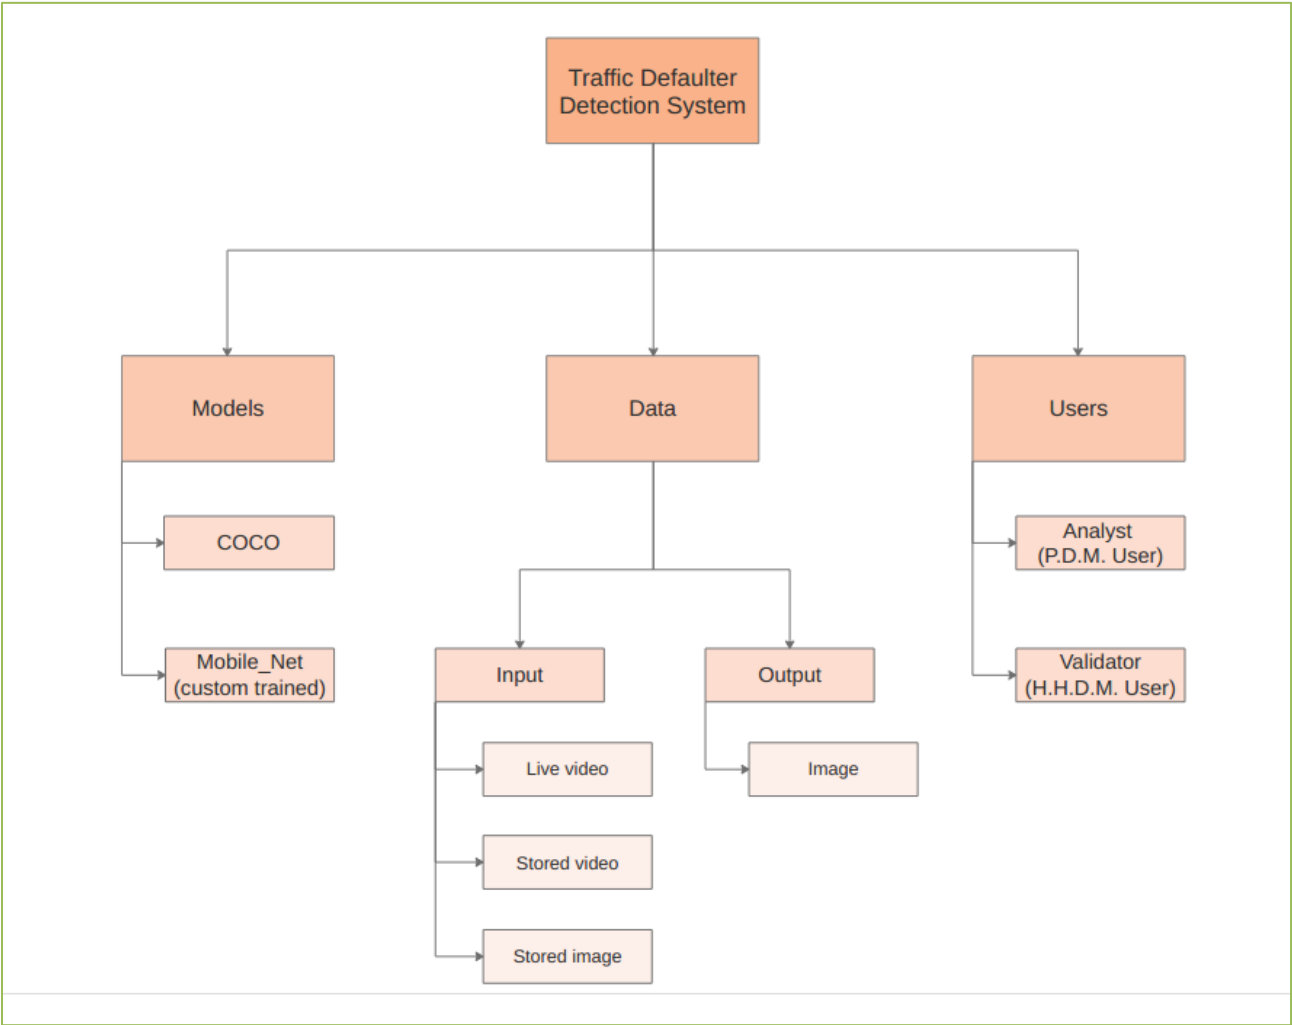 Traffic Defaulter
Detection System
Models
Data
Users
COCO
Analyst
(P.D.M. User)
Mobile_Net
(custom trained)
Input
Output
Validator
(H.H.D.M. User)
Live video
Image
Stored video
Stored image